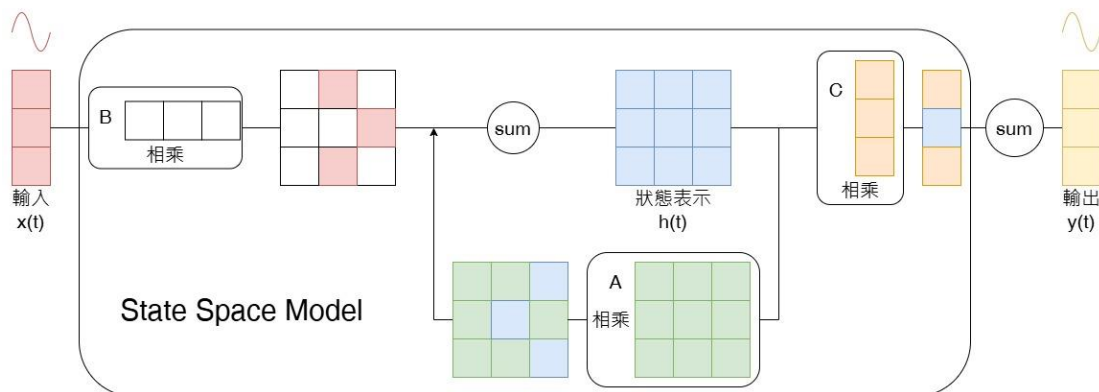 B
相乘
輸入
x(t)
sum
狀態表示
h(t)
C
相乘
sum
輸出
y(t)
A
相乘
State Space Model